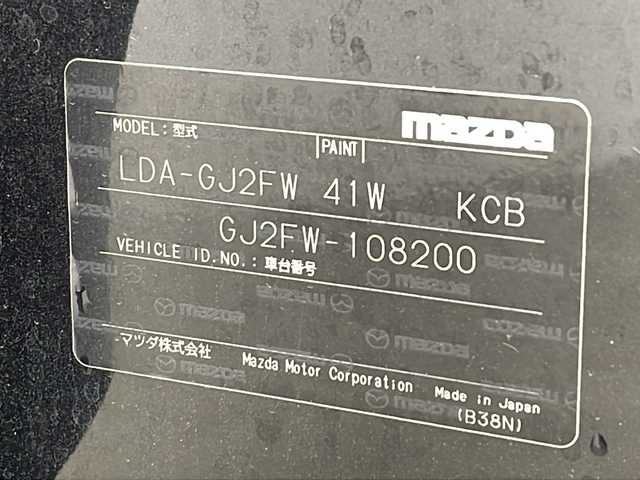 mazda
MODEL:型式
PAINT
LDA-GJ2FW 41W KCB
GJ2FW-108200
VEHICLE ID.NO.:車台番号
マツダ株式会社 Mazda Motor Corporation Made in Japan
(B38N)